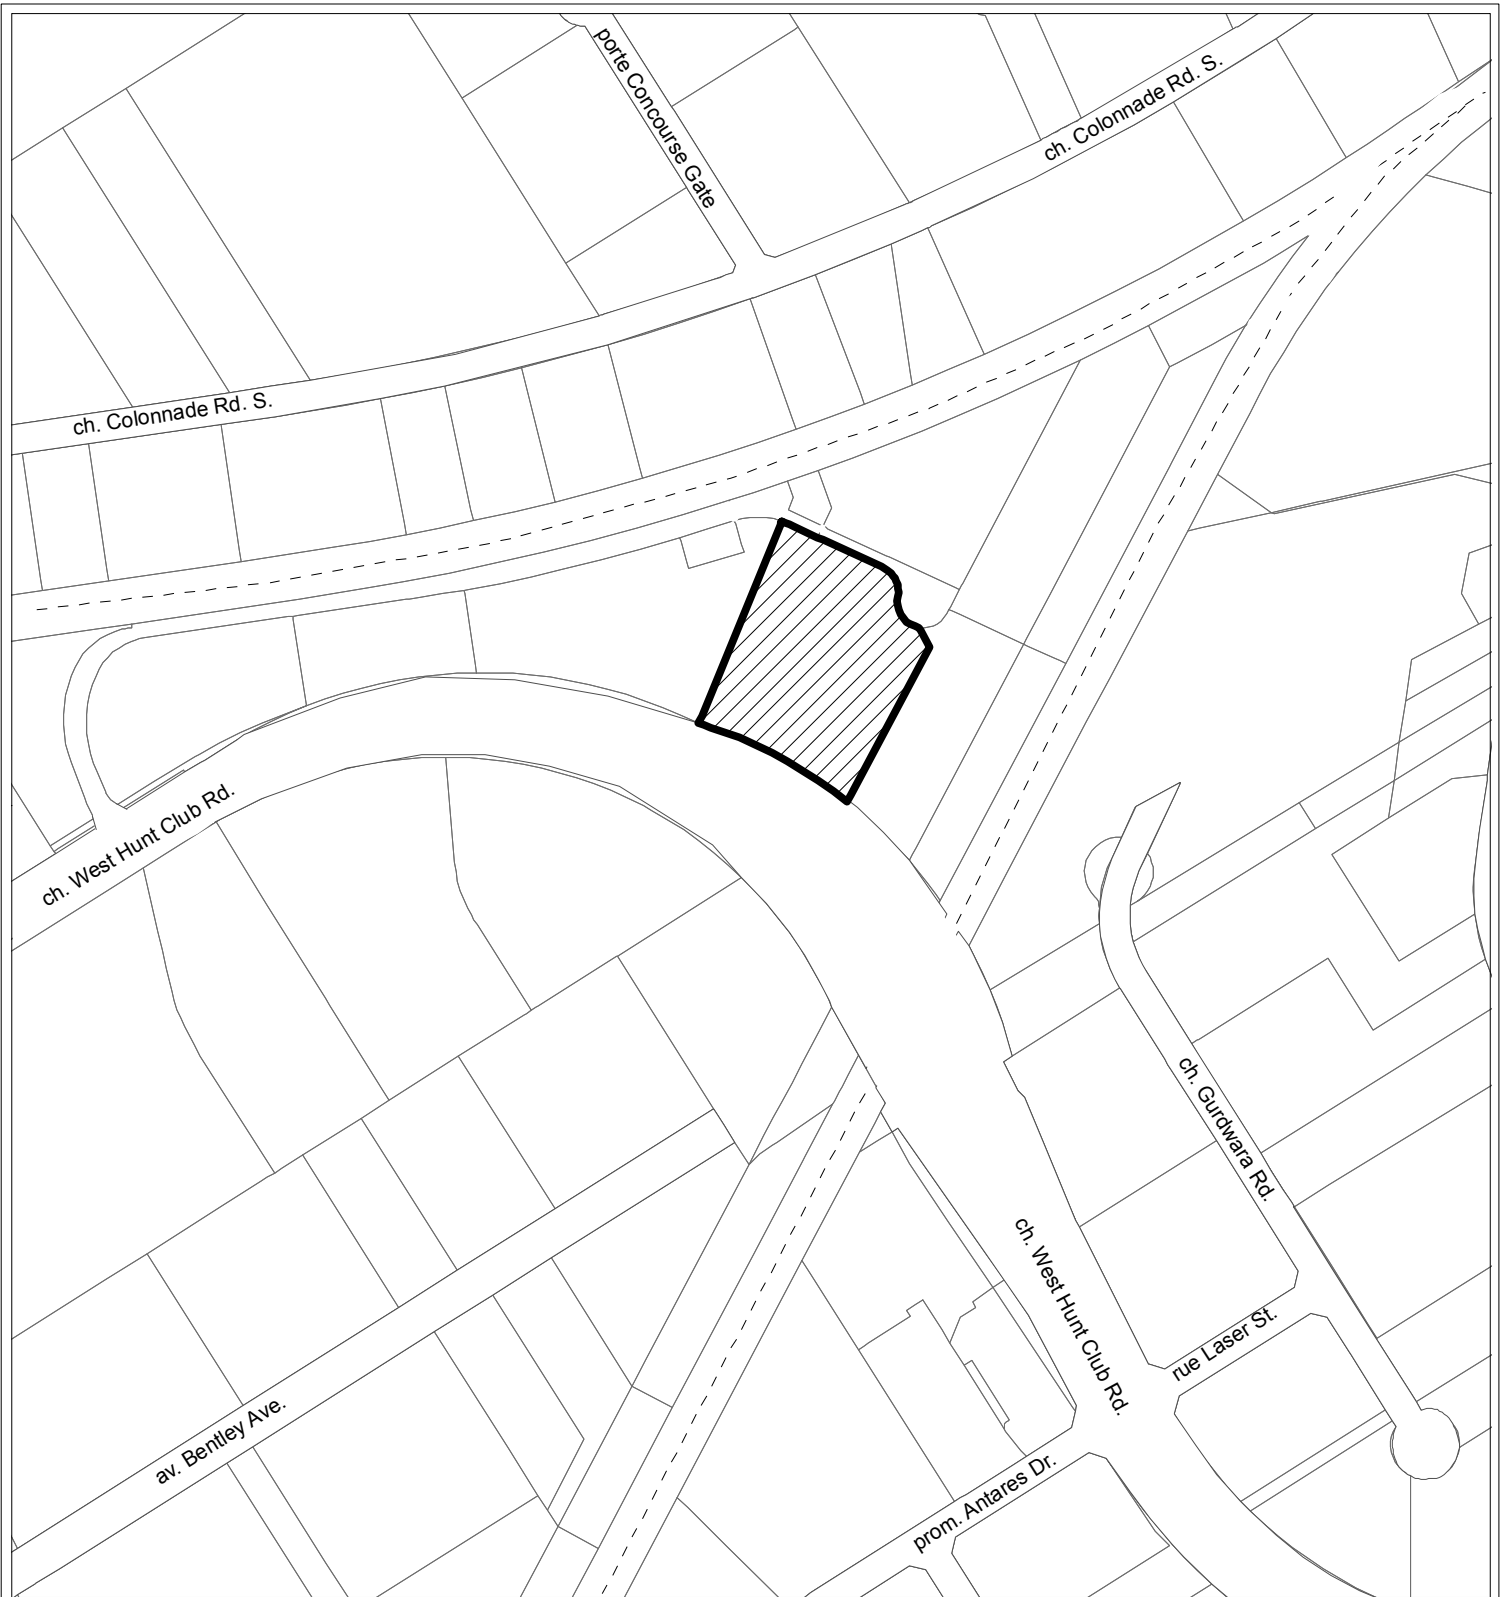 porte Concourse Gate
ch. Colonnade Rd. S.
ch. Colonnade Rd. S.
ch. West Hunt Club Rd.
ch. Gurdwara Rd.
ch. West Hunt Club Rd.
rue Laser St.
av. Bentley Ave.
prom. Antares Dr.